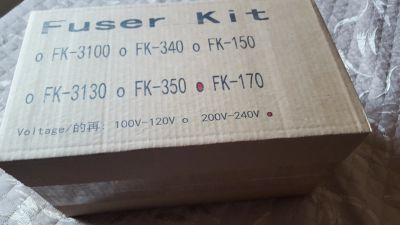 Fuser Kit
o FK-3100 o FK-340 o FK-150
o FK-3130 o FK-350 o FK-170
Voltage/的再: 100V-120V o 200V-240V